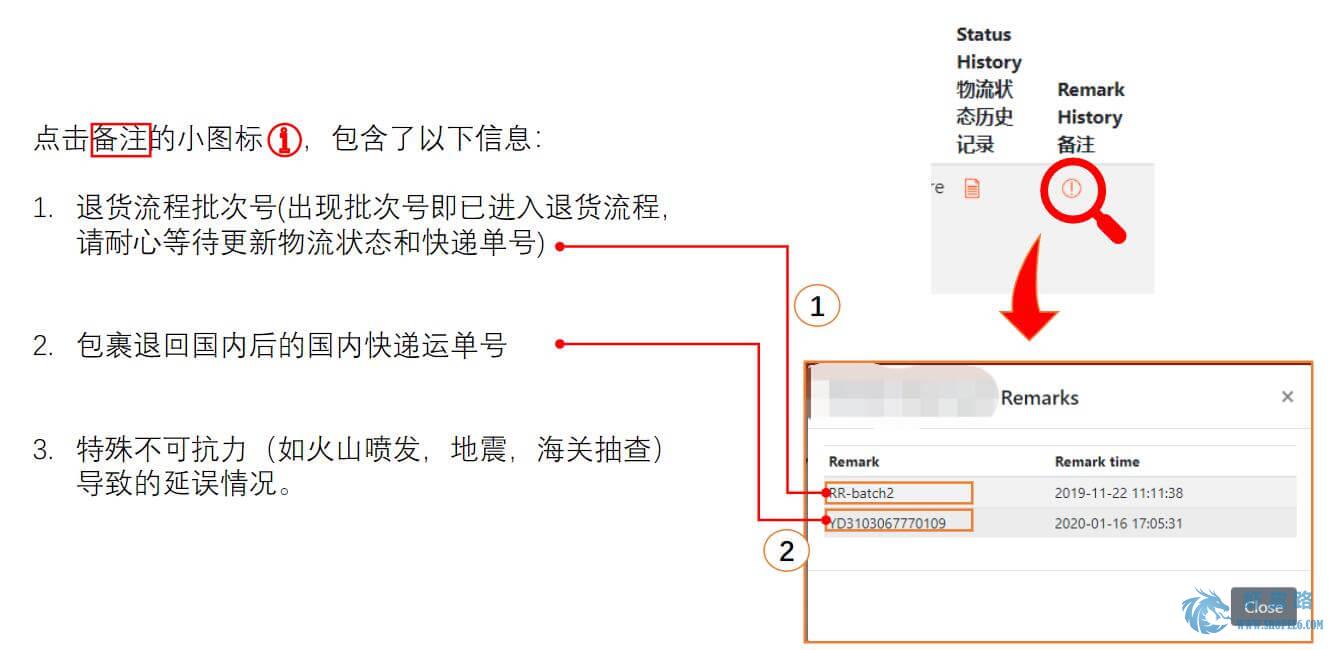 Status
History
物流状
态历史
记录
Remark
History
备注
re
点击备注的小图标i，包含了以下信息：
1. 退货流程批次号(出现批次号即已进入退货流程，
请耐心等待更新物流状态和快递单号)
2. 包裹退回国内后的国内快递运单号
3. 特殊不可抗力（如火山喷发，地震，海关抽查）
导致的延误情况。
1
2
Remarks ×
Remark Remark time
RR-batch2 2019-11-22 11:11:38
YD3103067770109 2020-01-16 17:05:31
Close
路